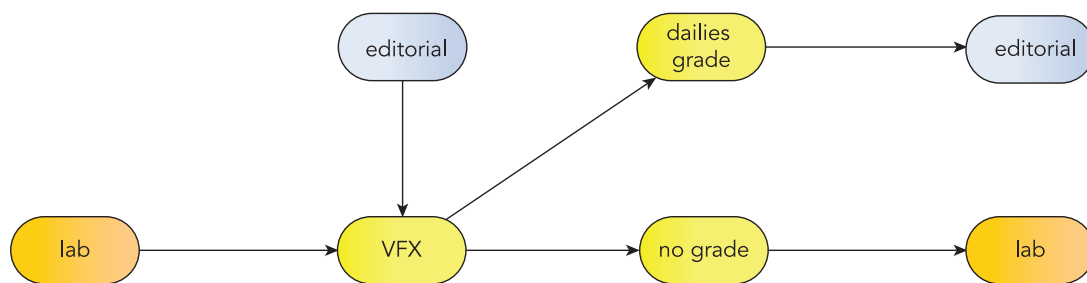 editorial
dailies
grade
editorial
lab
VFX
no grade
lab